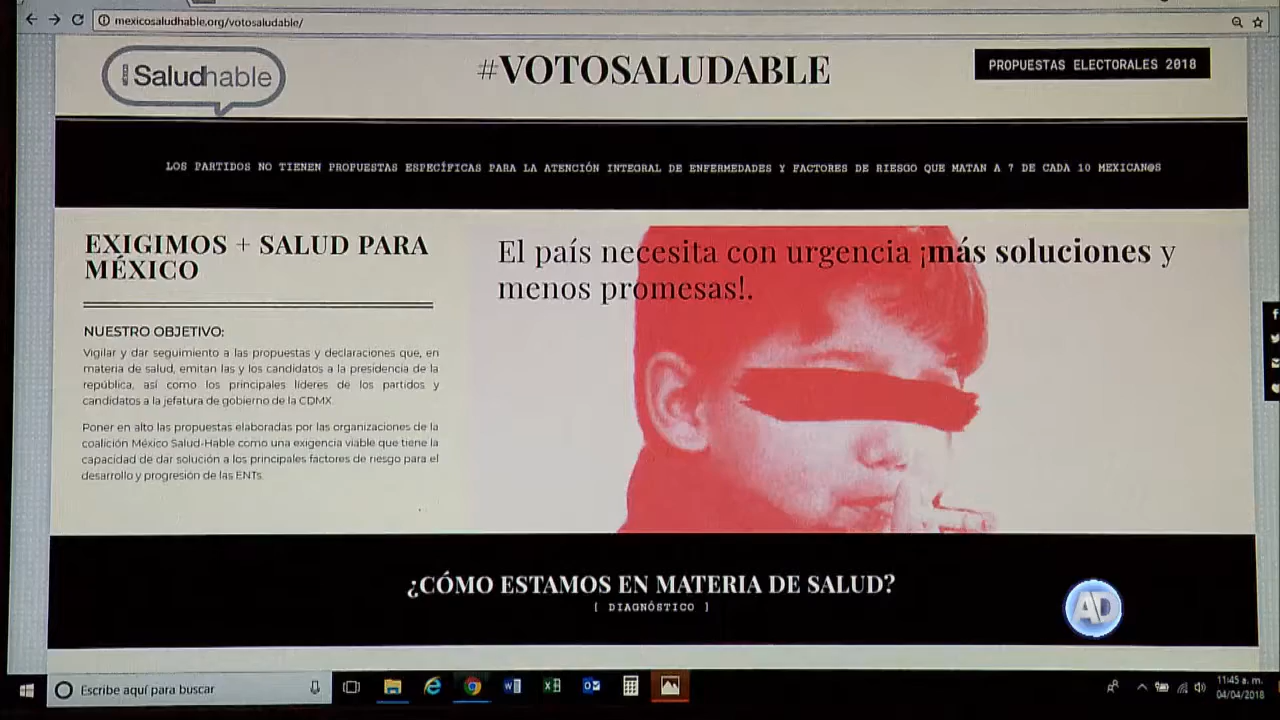 mexicosaludhable.org/votosaludable/
Saludhable
#VOTOSALUDABLE
PROPUESTAS ELECTORALES 2018
LOS PARTIDOS NO TIENEN PROPUESTAS ESPECÍFICAS PARA LA ATENCIÓN INTEGRAL DE ENFERMEDADES Y FACTORES DE RIESGO QUE MATAN A 7 DE CADA 10 MEXICAN@S
EXIGIMOS + SALUD PARA
MÉXICO
El país necesita con urgencia ¡más soluciones y
menos promesas!.
NUESTRO OBJETIVO:
Vigilar y dar seguimiento a las propuestas y declaraciones que, en
materia de salud, emitan las y los candidatos a la presidencia de la
república, así como los principales líderes de los partidos y
candidatos a la jefatura de gobierno de la CDMX.
Poner en alto las propuestas elaboradas por las organizaciones de la
coalición México Salud-Hable como una exigencia viable que tiene la
capacidad de dar solución a los principales factores de riesgo para el
desarrollo y progresión de las ENTs.
¿CÓMO ESTAMOS EN MATERIA DE SALUD?
[ DIAGNÓSTICO ]
AD
Escribe aquí para buscar
11:45 a. m.
04/04/2018